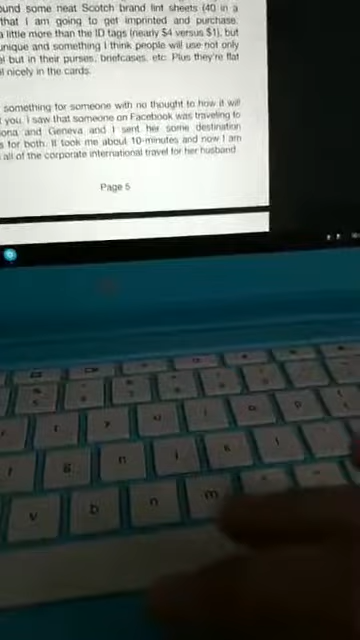 ound some neat Scotch brand lint sheets (40 in a
that I am going to get imprinted and purchase.
a little more than the ID tags (nearly $4 versus $1), but
unique and something I think people will use not only
el but in their purses, briefcases, etc. Plus they're flat
l nicely in the cards.
something for someone with no thought to how it will
t you. I saw that someone on Facebook was traveling to
ona and Geneva and I sent her some destination
s for both. It took me about 10-minutes and now I am
all of the corporate international travel for her husband
Page 5
t y u i o p
g h j k l
v b n m